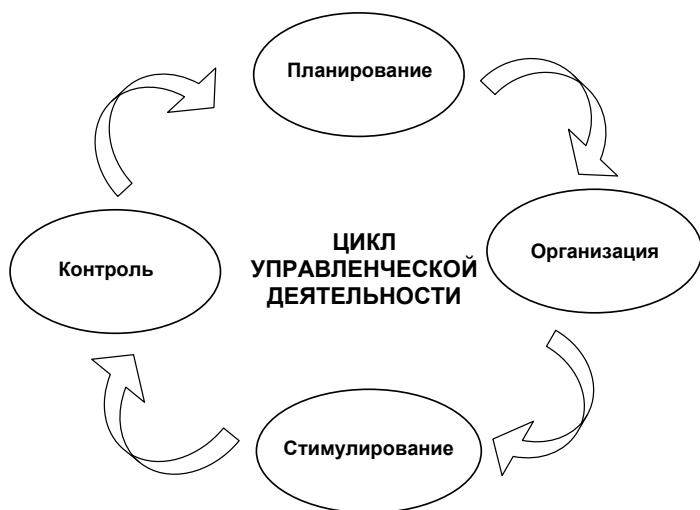 Планирование
Организация
ЦИКЛ
УПРАВЛЕНЧЕСКОЙ
ДЕЯТЕЛЬНОСТИ
Контроль
Стимулирование